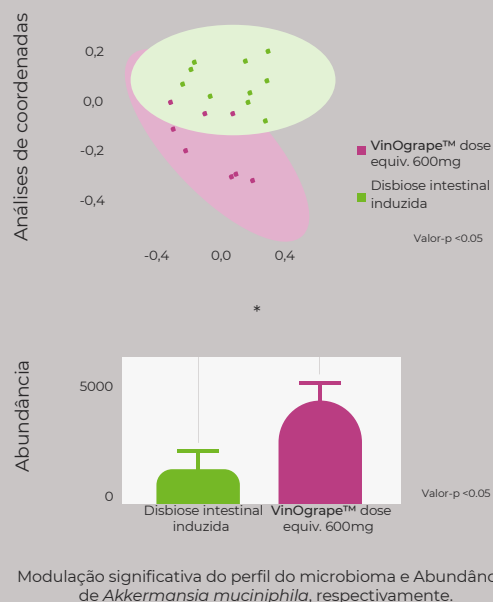 Análises de coordenadas
0,2
0,0
-0,2
-0,4
-0,4 0,0 0,4
VinOgrape™ dose
equiv. 600mg
Disbiose intestinal
induzida
Valor-p <0.05
*
Abundância
5000
0
Disbiose intestinal
induzida
VinOgrape™ dose
equiv. 600mg
Valor-p <0.05
Modulação significativa do perfil do microbioma e Abundânc
de Akkermansia muciniphila, respectivamente.